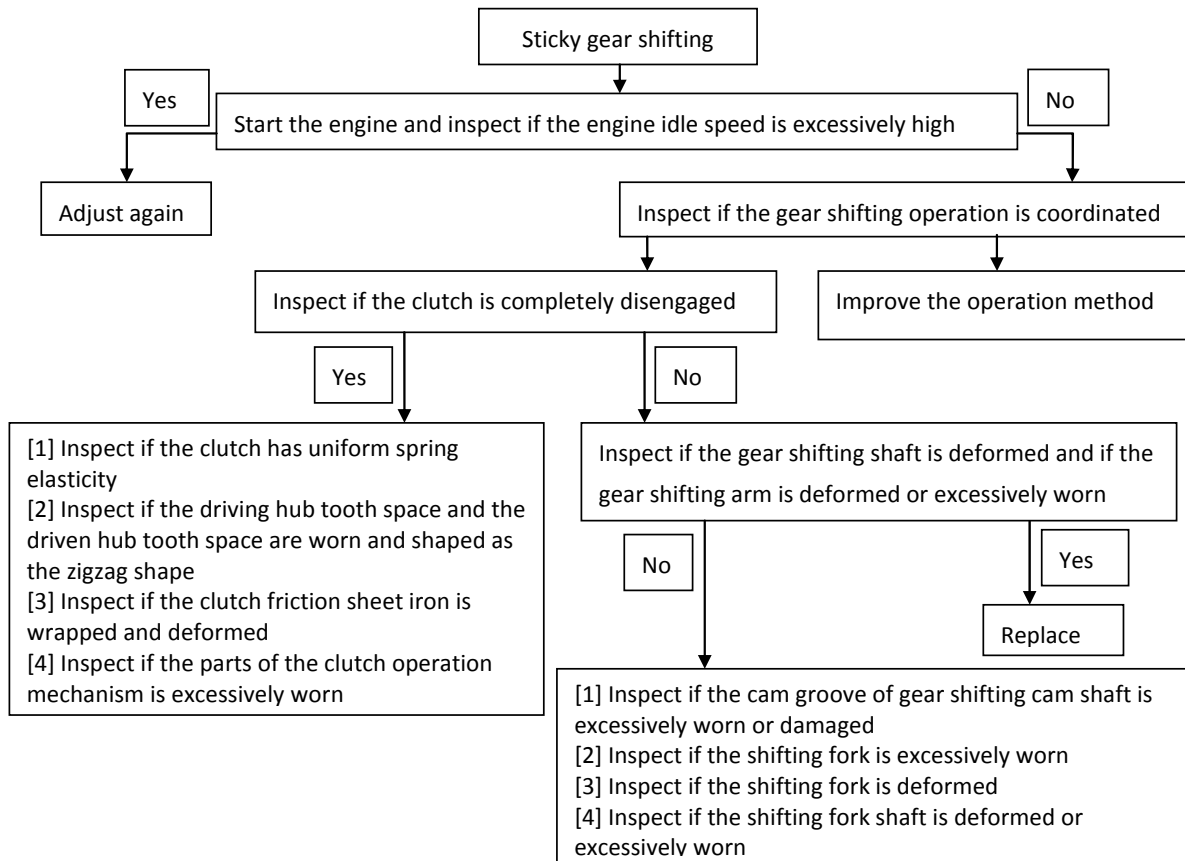 Sticky gear shifting
Yes
No
Start the engine and inspect if the engine idle speed is excessively high
Adjust again
Inspect if the gear shifting operation is coordinated
Inspect if the clutch is completely disengaged
Improve the operation method
Yes
No
[1] Inspect if the clutch has uniform spring
elasticity
[2] Inspect if the driving hub tooth space and the
driven hub tooth space are worn and shaped as
the zigzag shape
[3] Inspect if the clutch friction sheet iron is
wrapped and deformed
[4] Inspect if the parts of the clutch operation
mechanism is excessively worn
Inspect if the gear shifting shaft is deformed and if the
gear shifting arm is deformed or excessively worn
No
Yes
Replace
[1] Inspect if the cam groove of gear shifting cam shaft is
excessively worn or damaged
[2] Inspect if the shifting fork is excessively worn
[3] Inspect if the shifting fork is deformed
[4] Inspect if the shifting fork shaft is deformed or
excessively worn